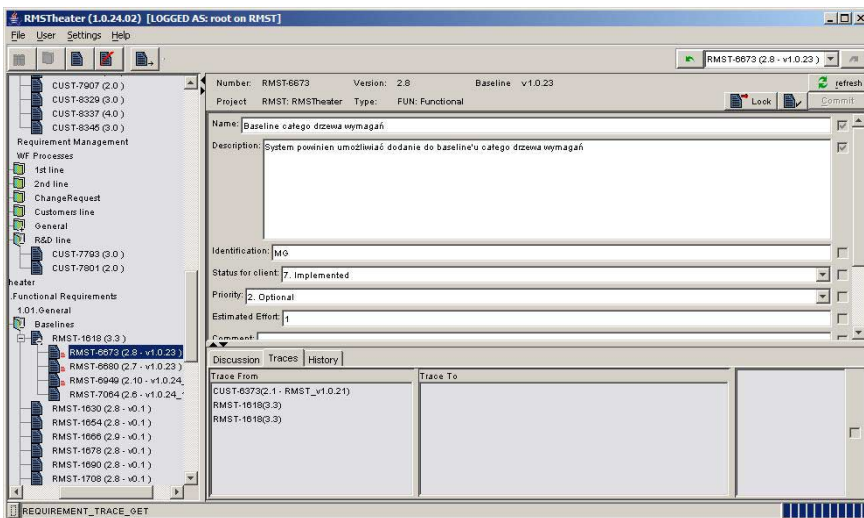 RMSTheater (1.0.24.02) [LOGGED AS: root on RMST]
File User Settings Help
RMST-6673 (2.8 - v1.0.23 )
CUST-7907 (2.0 )
CUST-8329 (3.0 )
CUST-8337 (4.0 )
CUST-8345 (3.0 )
Requirement Management
WF Processes
1st line
2nd line
ChangeRequest
Customers line
General
R&D line
CUST-7793 (3.0 )
CUST-7801 (2.0 )
heater
.Functional Requirements
1.01.General
Baselines
RMST-1618 (3.3 )
RMST-6673 (2.8 - v1.0.23 )
RMST-6680 (2.7 - v1.0.23 )
RMST-6949 (2.10 - v1.0.24_
RMST-7064 (2.6 - v1.0.24_
RMST-1630 (2.8 - v0.1 )
RMST-1654 (2.8 - v0.1 )
RMST-1666 (2.9 - v0.1 )
RMST-1678 (2.8 - v0.1 )
RMST-1690 (2.8 - v0.1 )
RMST-1708 (2.8 - v0.1 )
Number: RMST-6673 Version: 2.8 Baseline v1.0.23
refresh
Project RMST: RMSTheater Type: FUN: Functional
Lock
Commit
Name: Baseline całego drzewa wymagań
Description: System powinien umożliwiać dodanie do baseline'u całego drzewa wymagań
Identification: MG
Status for client: 7. Implemented
Priority: 2. Optional
Estimated Effort: 1
Comment:
Discussion Traces History
Trace From
CUST-6373(2.1 - RMST_v1.0.21)
RMST-1618(3.3)
RMST-1618(3.3)
Trace To
REQUIREMENT_TRACE_GET